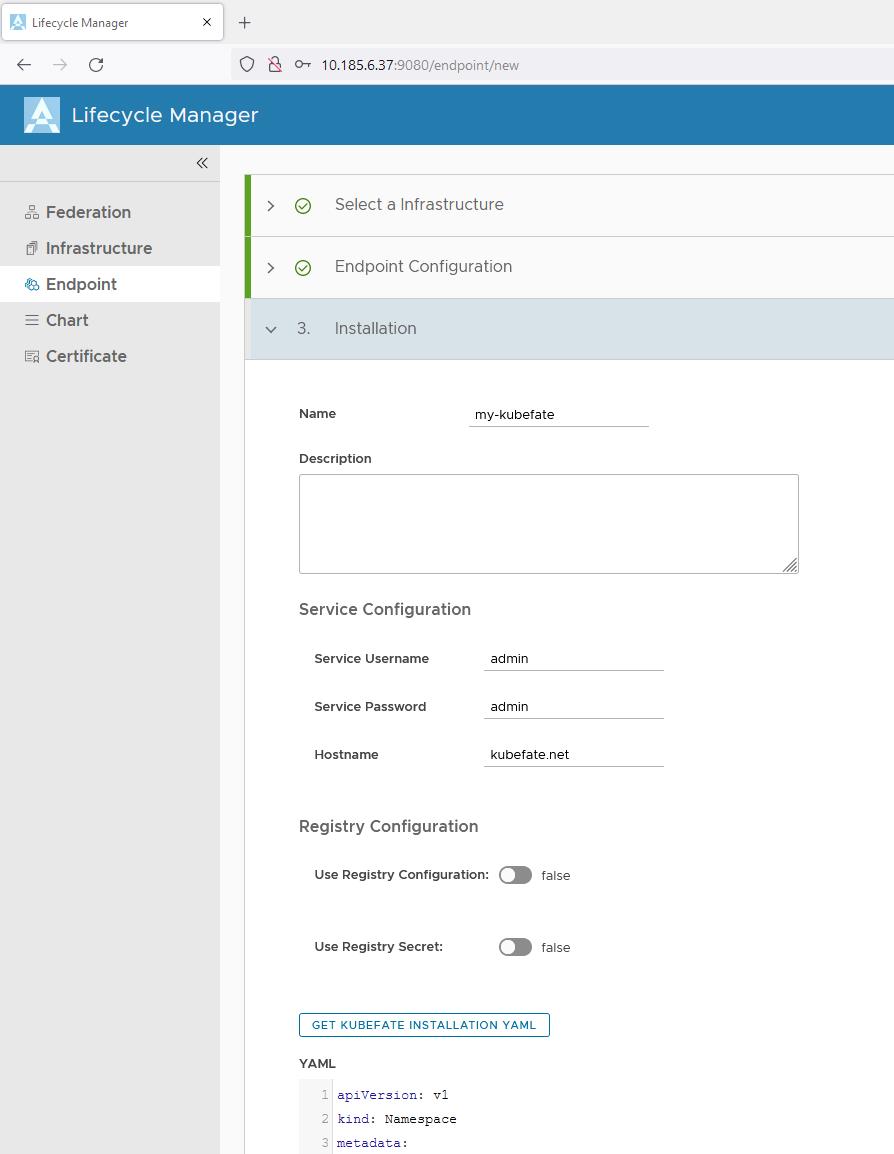 Lifecycle Manager
10.185.6.37:9080/endpoint/new
Lifecycle Manager
Federation
Infrastructure
Endpoint
Chart
Certificate
Select a Infrastructure
Endpoint Configuration
3. Installation
Name my-kubefate
Description
Service Configuration
Service Username admin
Service Password admin
Hostname kubefate.net
Registry Configuration
Use Registry Configuration: false
Use Registry Secret: false
GET KUBEFATE INSTALLATION YAML
YAML
1 apiVersion: v1
2 kind: Namespace
3 metadata: